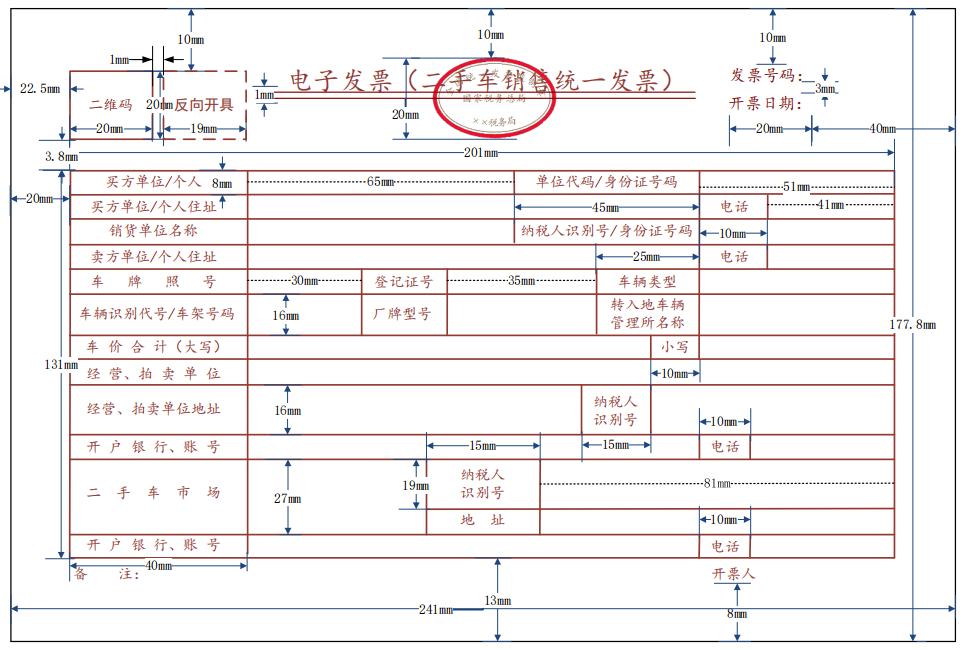 10mm 10mm 10mm
1mm
电子发票（二手车销售统一发票）
22.5mm 二维码 20mm 反向开具 1mm 20mm
国家税务总局
××税务局
发票号码：
3mm
开票日期：
20mm 19mm 20mm 40mm
3.8mm 201mm
买方单位/个人 8mm 65mm 单位代码/身份证号码 51mm
20mm 买方单位/个人住址 45mm 电话 41mm
销货单位名称 纳税人识别号/身份证号码 10mm
卖方单位/个人住址 25mm 电话
车牌照号 30mm 登记证号 35mm 车辆类型
车辆识别代号/车架号码 16mm 厂牌型号 转入地车辆
管理所名称 177.8mm
车价合计（大写） 小写
131mm 经营、拍卖单位 10mm
经营、拍卖单位地址 16mm 纳税人
识别号 10mm
开户银行、账号 15mm 15mm 电话
二手车市场 27mm 19mm 纳税人
识别号 81mm
地址 10mm
开户银行、账号 电话
40mm
备注： 开票人
241mm 13mm 8mm